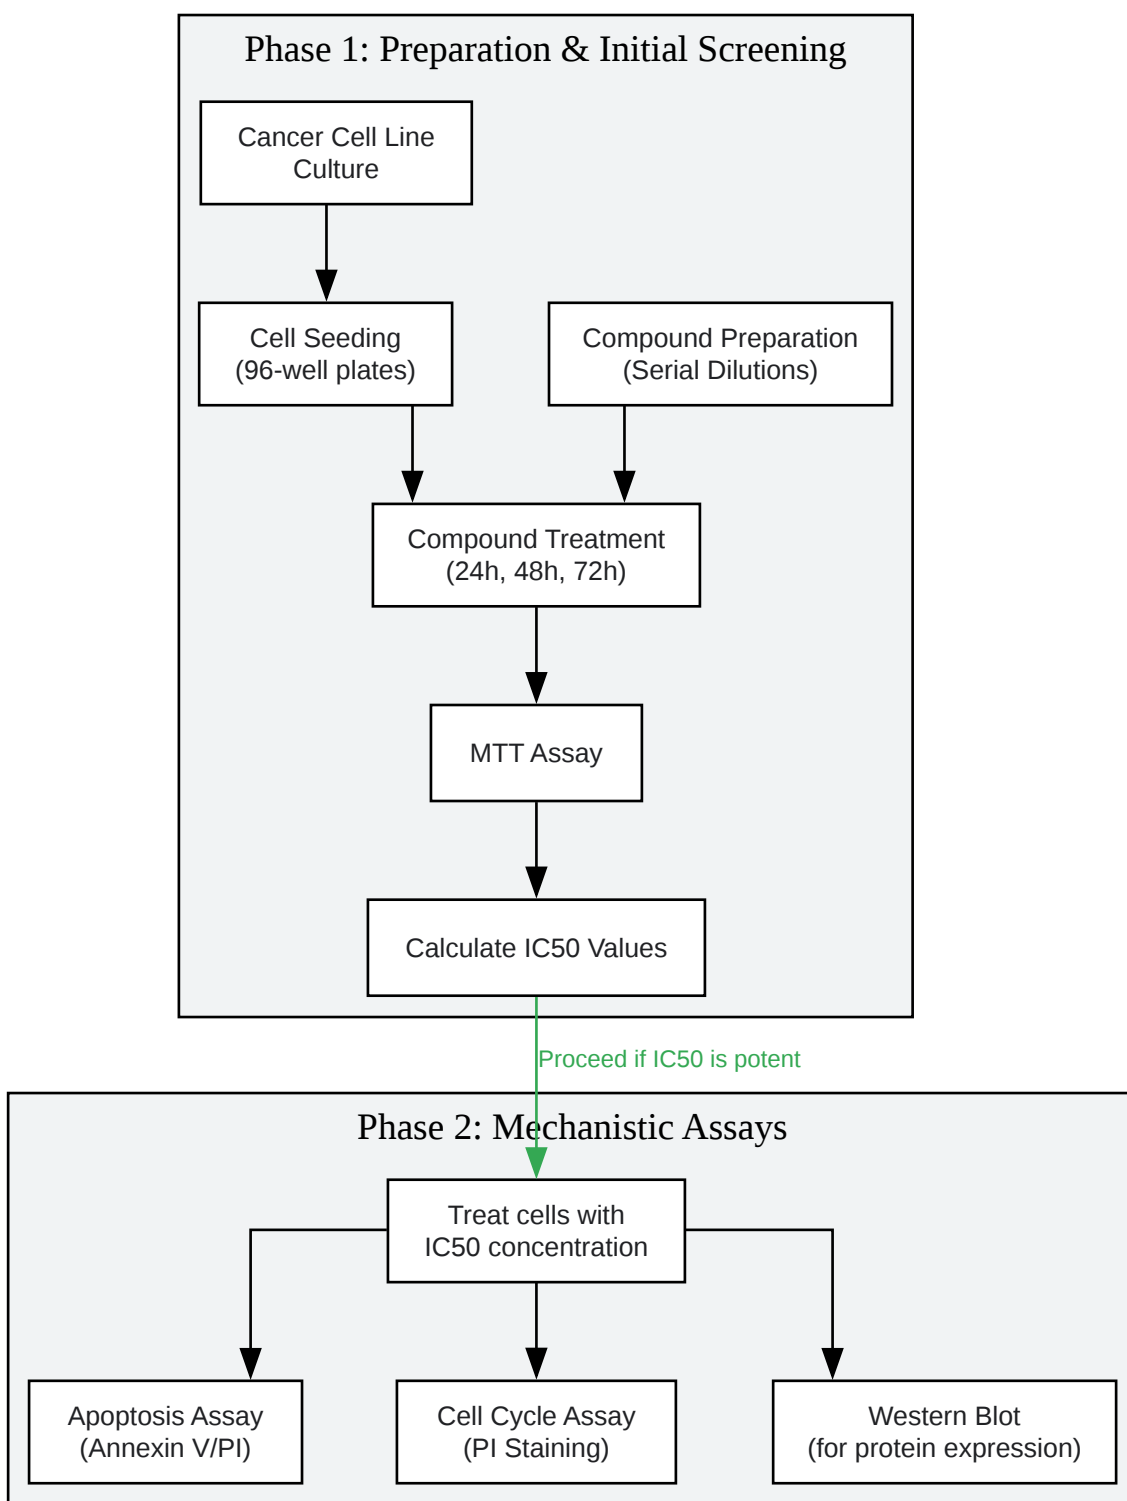 Phase 1: Preparation & Initial Screening
Cancer Cell Line
Culture
Cell Seeding
(96-well plates)
Compound Preparation
(Serial Dilutions)
Compound Treatment
(24h, 48h, 72h)
MTT Assay
Calculate IC50 Values
Proceed if IC50 is potent
Phase 2: Mechanistic Assays
Treat cells with
IC50 concentration
Apoptosis Assay
(Annexin V/PI)
Cell Cycle Assay
(PI Staining)
Western Blot
(for protein expression)